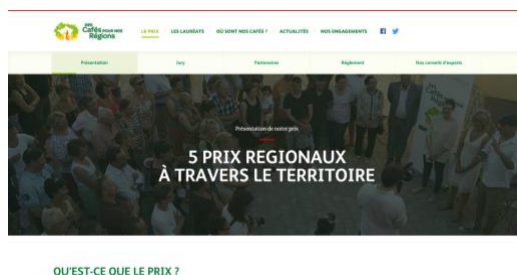 DES
Cafés POUR NOS
Régions
LE PRIX LES LAURÉATS OÙ SONT NOS CAFÉS ? ACTUALITÉS NOS ENGAGEMENTS
Présentation Jury Partenaires Règlement Nos conseils d'experts
Présentation de notre prix
5 PRIX REGIONAUX
À TRAVERS LE TERRITOIRE
QU'EST-CE QUE LE PRIX ?